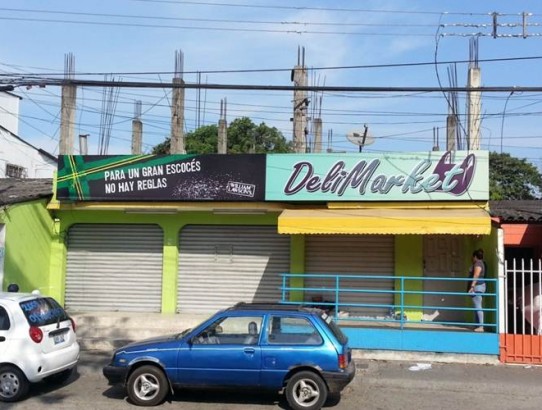 PARA UN GRAN ESCOCÉS
NO HAY REGLAS
DeliMarket